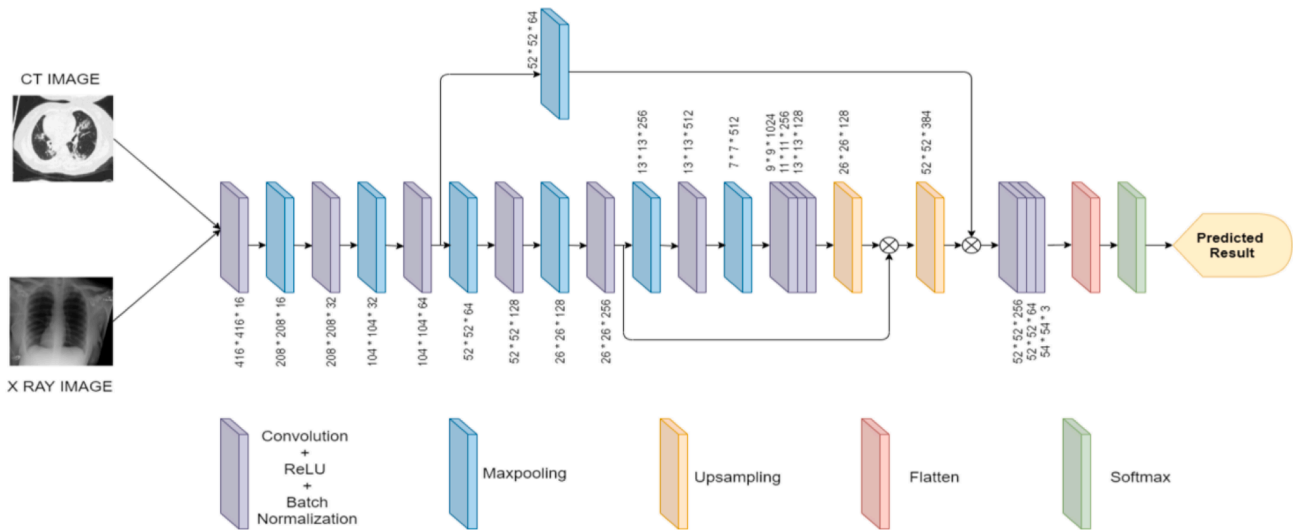 CT IMAGE
X RAY IMAGE
416 * 416 * 16
208 * 208 * 16
208 * 208 * 32
104 * 104 * 32
104 * 104 * 64
52 * 52 * 64
52 * 52 * 64
52 * 52 * 128
26 * 26 * 128
26 * 26 * 256
13 * 13 * 256
13 * 13 * 512
7 * 7 * 512
9 * 9 * 1024
11 * 11 * 256
13 * 13 * 128
26 * 26 * 128
52 * 52 * 384
52 * 52 * 256
52 * 52 * 64
54 * 54 * 3
Predicted
Result
Convolution
+
ReLU
+
Batch
Normalization
Maxpooling
Upsampling
Flatten
Softmax